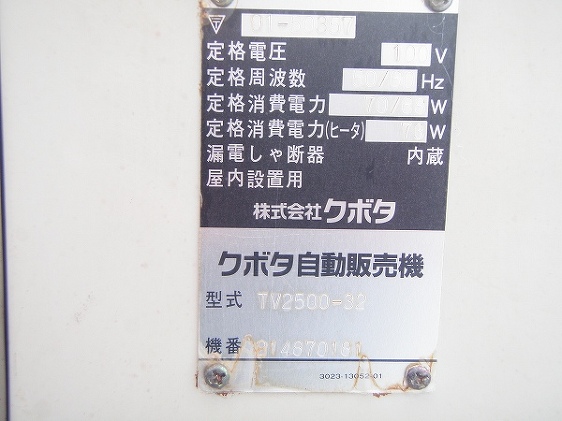 定格電圧 V
定格周波数 Hz
定格消費電力 W
定格消費電力(ヒータ) W
漏電しゃ断器 内蔵
屋内設置用
株式会社クボタ
クボタ自動販売機
型式 TV2500-S2
機番
3023-13052-01